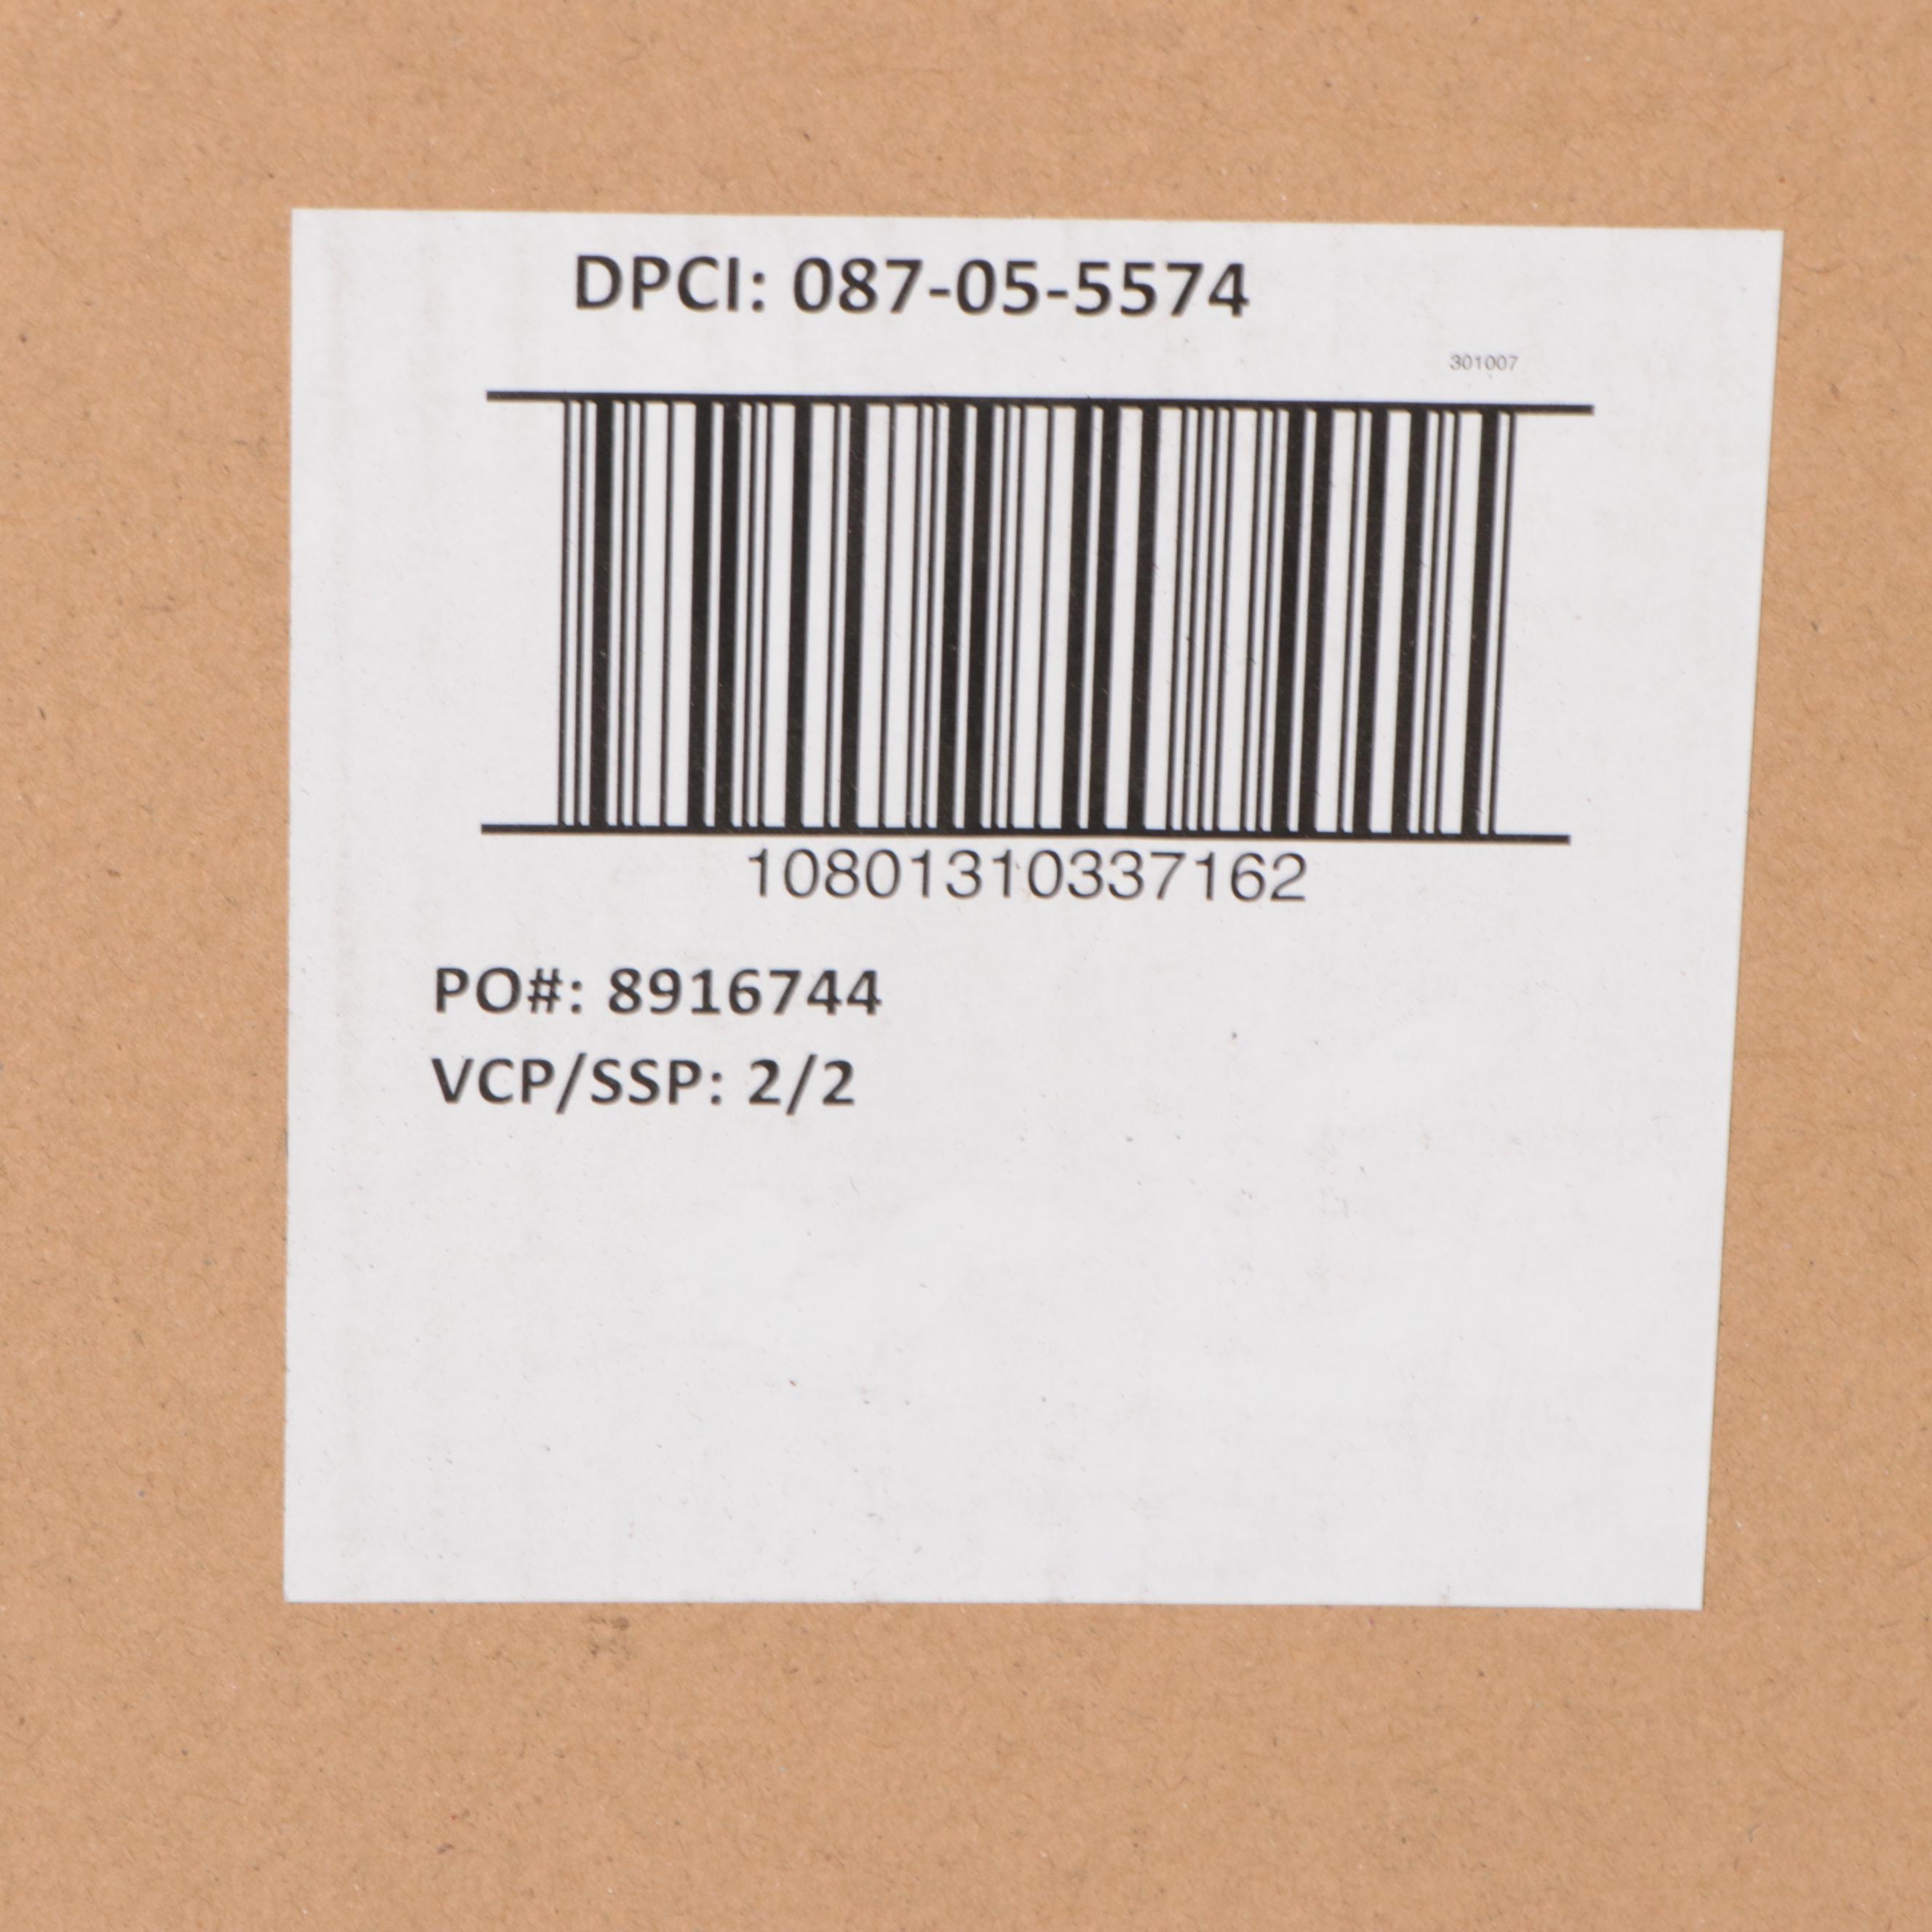 DPCI: 087-05-5574
301007
10801310337162
PO#: 8916744
VCP/SSP: 2/2